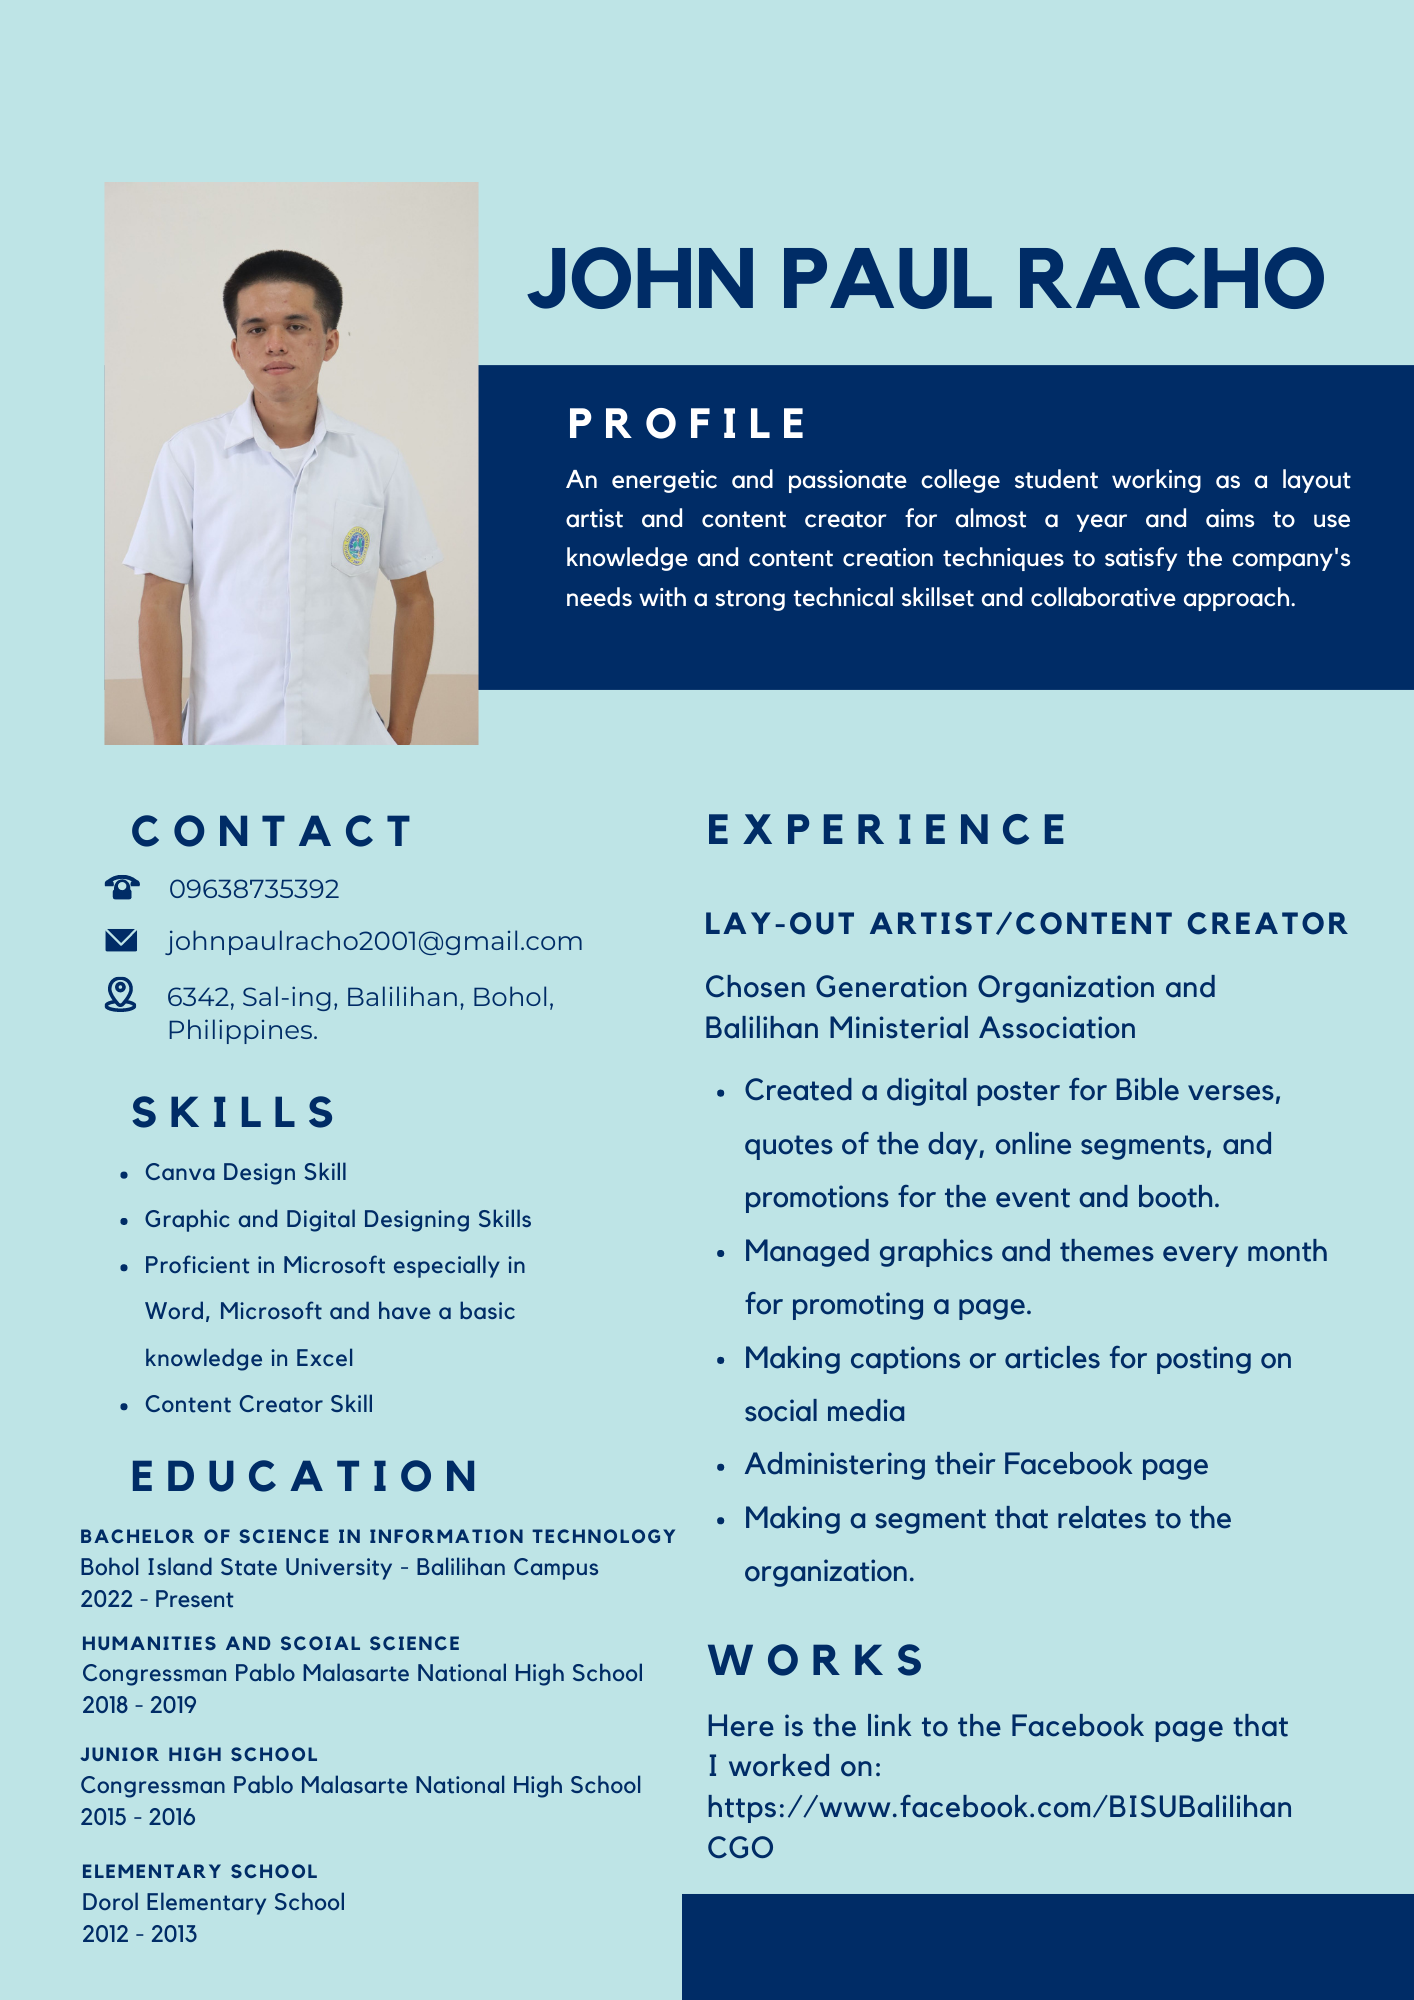 JOHN PAUL RACHO
PROFILE
An energetic and passionate college student working as a layout
artist and content creator for almost a year and aims to use
knowledge and content creation techniques to satisfy the company's
needs with a strong technical skillset and collaborative approach.
CONTACT
09638735392
johnpaulracho2001@gmail.com
6342, Sal-ing, Balilihan, Bohol,
Philippines.
SKILLS
• Canva Design Skill
• Graphic and Digital Designing Skills
• Proficient in Microsoft especially in
Word, Microsoft and have a basic
knowledge in Excel
• Content Creator Skill
EDUCATION
BACHELOR OF SCIENCE IN INFORMATION TECHNOLOGY
Bohol Island State University - Balilihan Campus
2022 - Present
HUMANITIES AND SCOIAL SCIENCE
Congressman Pablo Malasarte National High School
2018 - 2019
JUNIOR HIGH SCHOOL
Congressman Pablo Malasarte National High School
2015 - 2016
ELEMENTARY SCHOOL
Dorol Elementary School
2012 - 2013
EXPERIENCE
LAY-OUT ARTIST/CONTENT CREATOR
Chosen Generation Organization and
Balilihan Ministerial Association
• Created a digital poster for Bible verses,
quotes of the day, online segments, and
promotions for the event and booth.
• Managed graphics and themes every month
for promoting a page.
• Making captions or articles for posting on
social media
• Administering their Facebook page
• Making a segment that relates to the
organization.
WORKS
Here is the link to the Facebook page that
I worked on:
https://www.facebook.com/BISUBalilihan
CGO